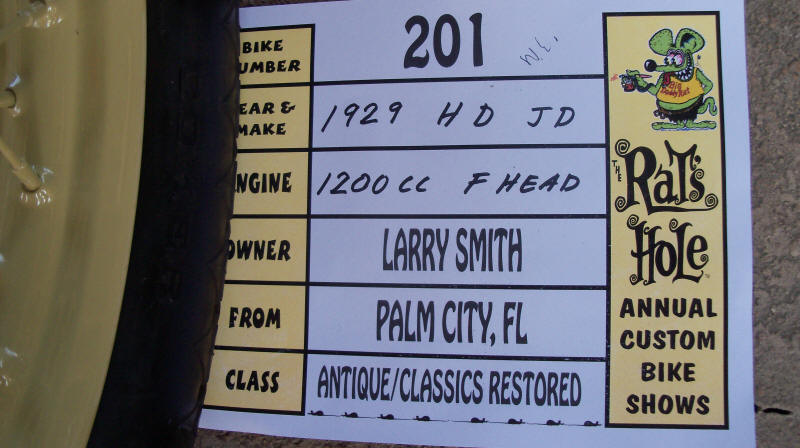 BIKE
UMBER
201
EAR &
MAKE
1929 HD JD
NGINE
1200 CC F HEAD
OWNER
LARRY SMITH
FROM
PALM CITY, FL
CLASS
ANTIQUE/CLASSICS RESTORED
THE
RAT'S
HOLE
ANNUAL
CUSTOM
BIKE
SHOWS